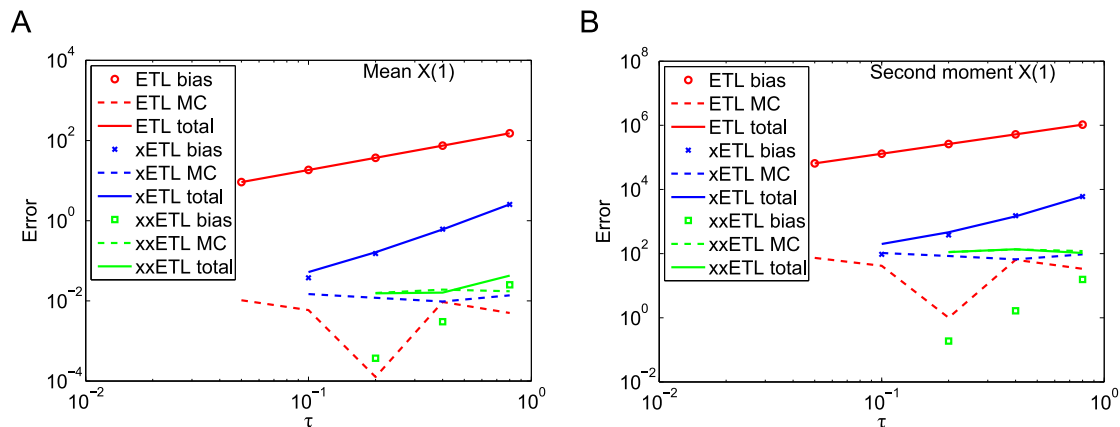 A
Mean X(1)
Error
10^4
10^2
10^0
10^-2
10^-4
ETL bias
ETL MC
ETL total
xETL bias
xETL MC
xETL total
xxETL bias
xxETL MC
xxETL total
10^-2
10^-1
10^0
τ
B
Second moment X(1)
Error
10^8
10^6
10^4
10^2
10^0
10^-2
ETL bias
ETL MC
ETL total
xETL bias
xETL MC
xETL total
xxETL bias
xxETL MC
xxETL total
10^-2
10^-1
10^0
τ